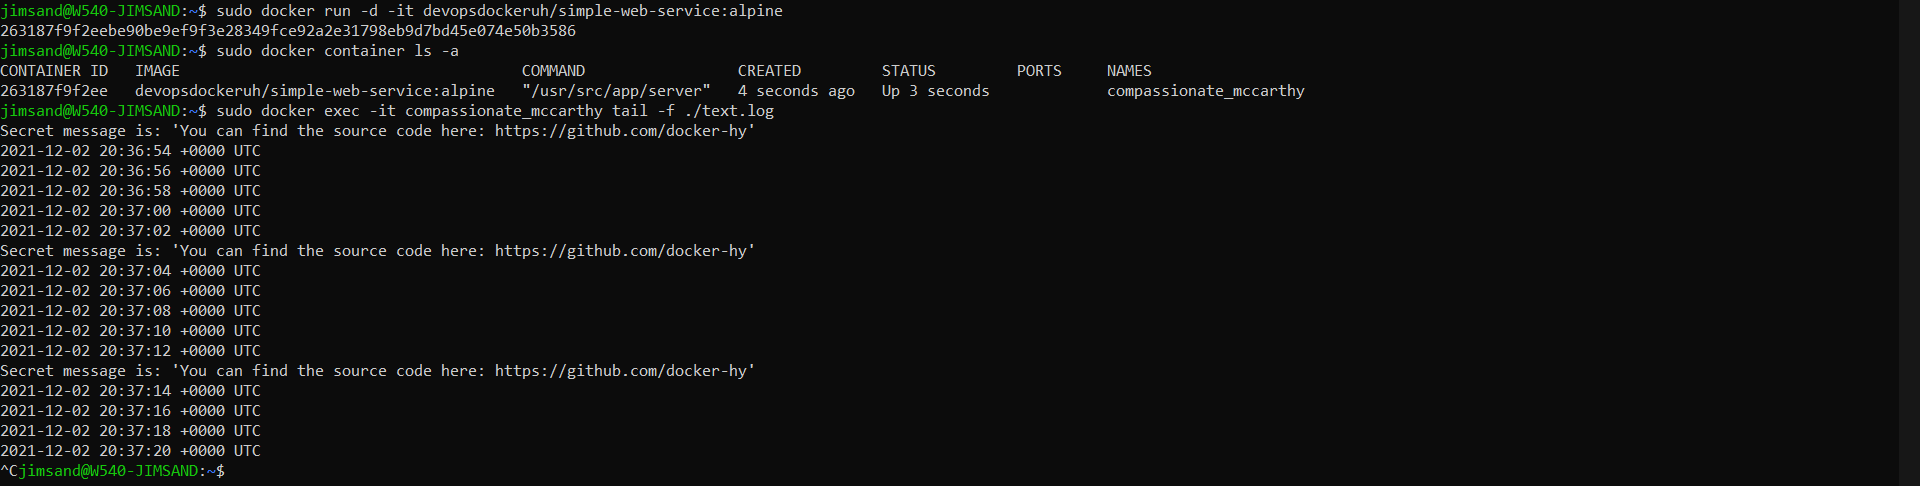 jimsand@W540-JIMSAND:~$ sudo docker run -d -it devopsdockeruh/simple-web-service:alpine
263187f9f2eebe90be9ef9f3e28349fce92a2e31798eb9d7bd45e074e50b3586
jimsand@W540-JIMSAND:~$ sudo docker container ls -a
CONTAINER ID   IMAGE                                      COMMAND                 CREATED         STATUS         PORTS     NAMES
263187f9f2ee   devopsdockeruh/simple-web-service:alpine   "/usr/src/app/server"   4 seconds ago   Up 3 seconds             compassionate_mccarthy
jimsand@W540-JIMSAND:~$ sudo docker exec -it compassionate_mccarthy tail -f ./text.log
Secret message is: 'You can find the source code here: https://github.com/docker-hy'
2021-12-02 20:36:54 +0000 UTC
2021-12-02 20:36:56 +0000 UTC
2021-12-02 20:36:58 +0000 UTC
2021-12-02 20:37:00 +0000 UTC
2021-12-02 20:37:02 +0000 UTC
Secret message is: 'You can find the source code here: https://github.com/docker-hy'
2021-12-02 20:37:04 +0000 UTC
2021-12-02 20:37:06 +0000 UTC
2021-12-02 20:37:08 +0000 UTC
2021-12-02 20:37:10 +0000 UTC
2021-12-02 20:37:12 +0000 UTC
Secret message is: 'You can find the source code here: https://github.com/docker-hy'
2021-12-02 20:37:14 +0000 UTC
2021-12-02 20:37:16 +0000 UTC
2021-12-02 20:37:18 +0000 UTC
2021-12-02 20:37:20 +0000 UTC
^Cjimsand@W540-JIMSAND:~$